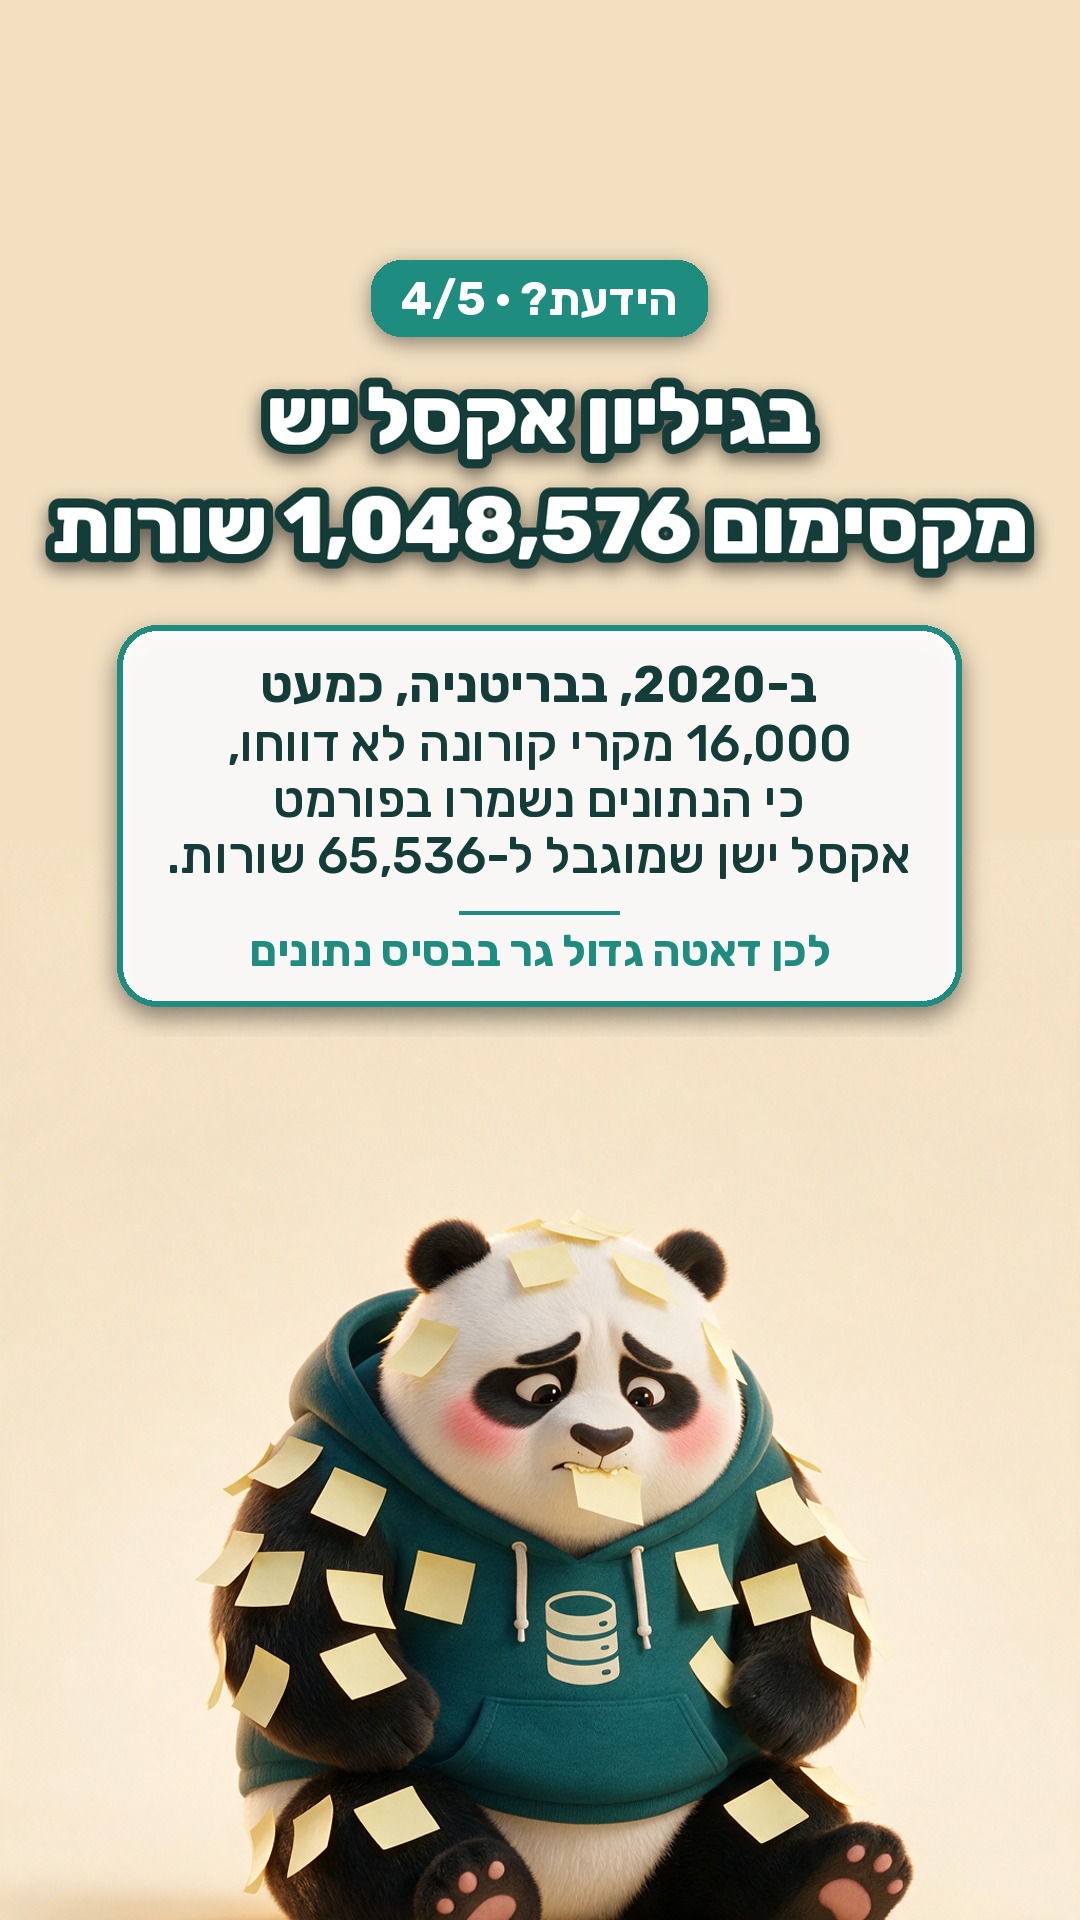 הידעת? • 4/5
בגיליון אקסל יש
מקסימום 1,048,576 שורות
ב-2020, בבריטניה, כמעט
16,000 מקרי קורונה לא דווחו,
כי הנתונים נשמרו בפורמט
אקסל ישן שמוגבל ל-65,536 שורות.
לכן דאטה גדול גר בבסיס נתונים